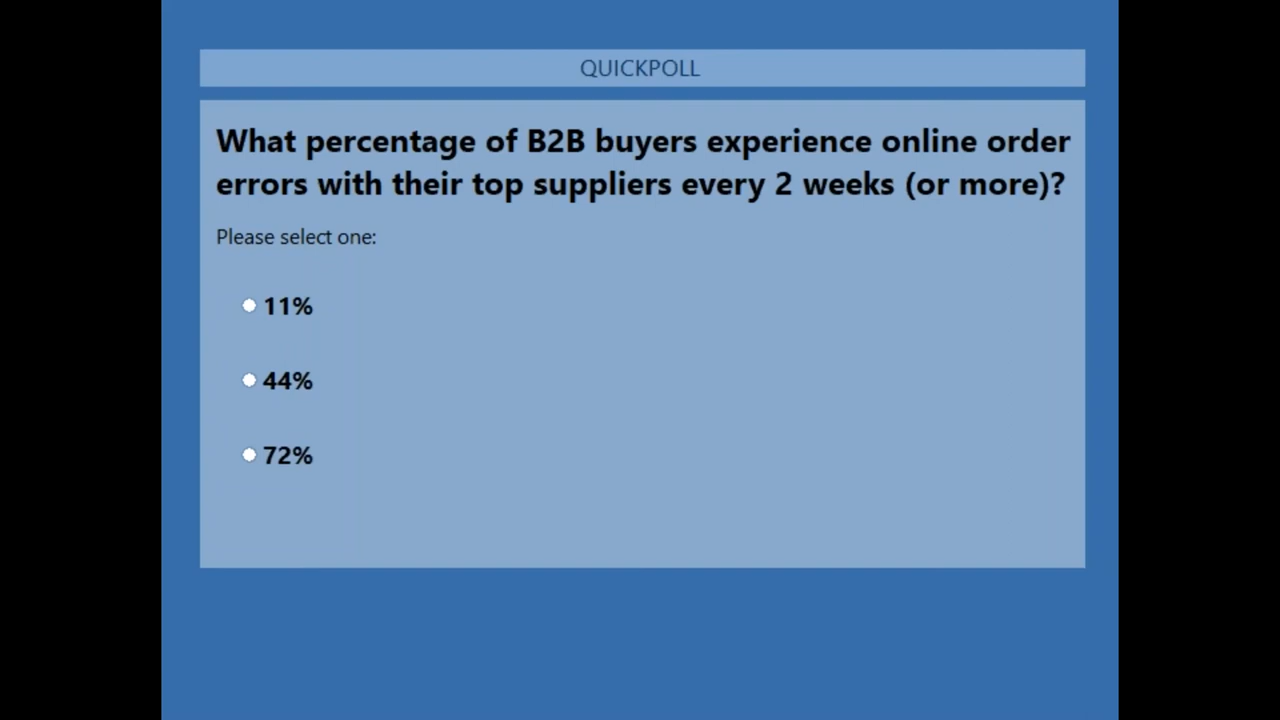 QUICKPOLL
What percentage of B2B buyers experience online order
errors with their top suppliers every 2 weeks (or more)?
Please select one:
11%
44%
72%